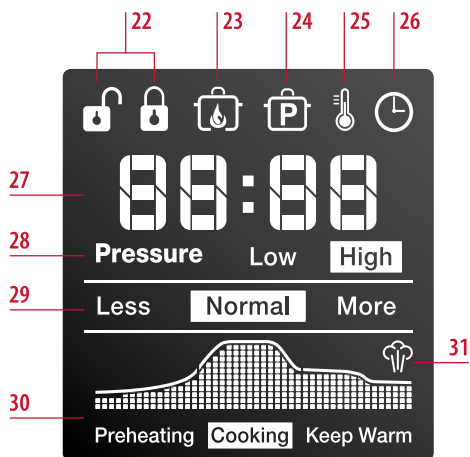 22 23 24 25 26
P
27 88:88
28 Pressure Low High
29 Less Normal More
31
30
Preheating Cooking Keep Warm